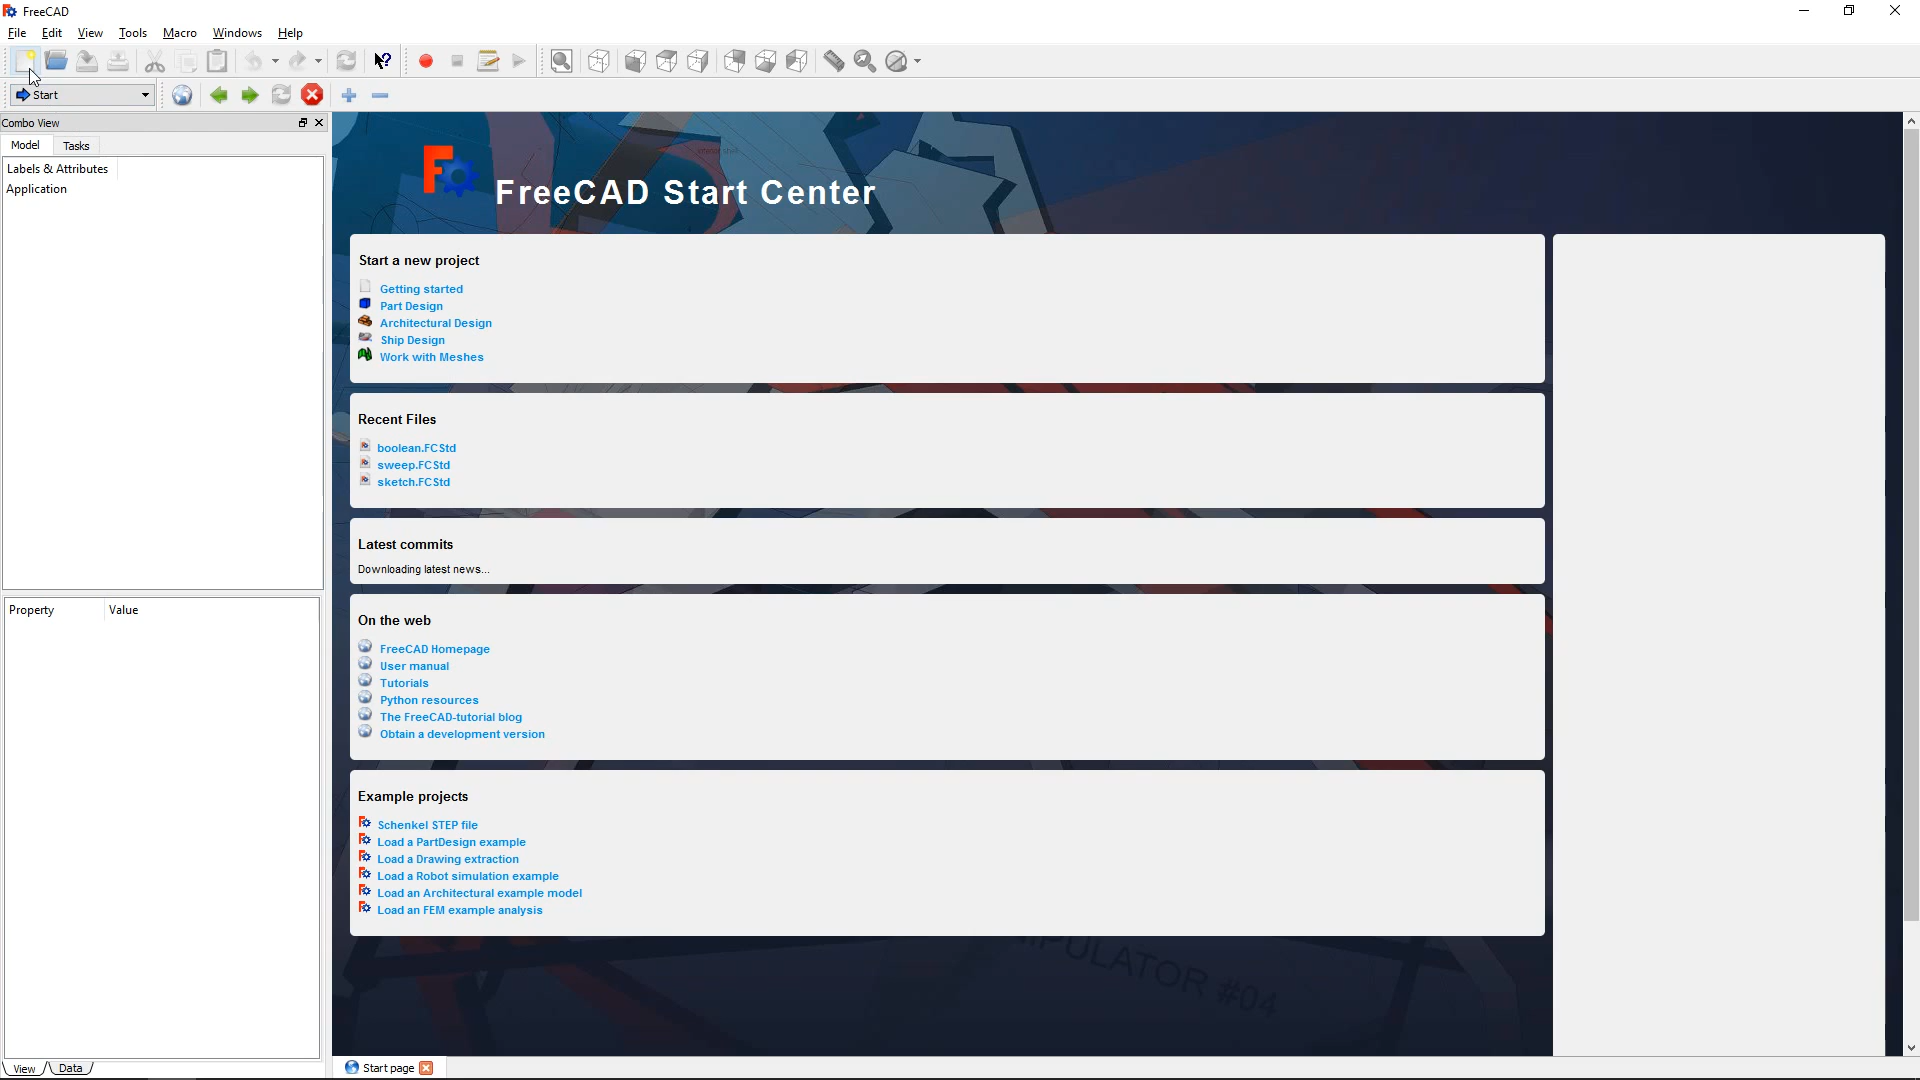 FreeCAD
File Edit View Tools Macro Windows Help
Start
Combo View
Model Tasks
Labels & Attributes
Application
Property Value
View Data
FreeCAD Start Center
Start a new project
Getting started
Part Design
Architectural Design
Ship Design
Work with Meshes
Recent Files
boolean.FCStd
sweep.FCStd
sketch.FCStd
Latest commits
Downloading latest news...
On the web
FreeCAD Homepage
User manual
Tutorials
Python resources
The FreeCAD-tutorial blog
Obtain a development version
Example projects
Schenkel STEP file
Load a PartDesign example
Load a Drawing extraction
Load a Robot simulation example
Load an Architectural example model
Load an FEM example analysis
#04
Start page